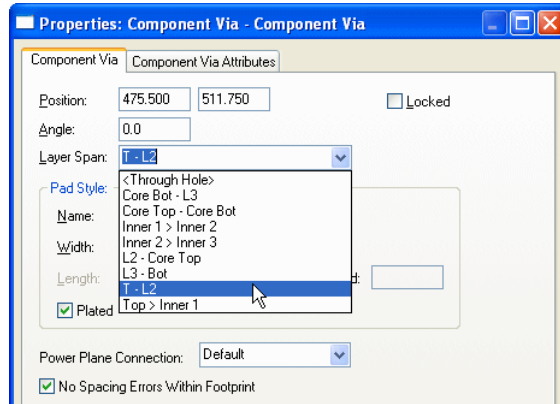 Properties: Component Via - Component Via
Component Via Component Via Attributes
Position: 475.500 511.750 Locked
Angle: 0.0
Layer Span: T - L2
<Through Hole>
Pad Style: Core Bot - L3
Core Top - Core Bot
Name: Inner 1 > Inner 2
Inner 2 > Inner 3
Width: L2 - Core Top
L3 - Bot
Length: T - L2
Plated Top > Inner 1
Power Plane Connection: Default
No Spacing Errors Within Footprint